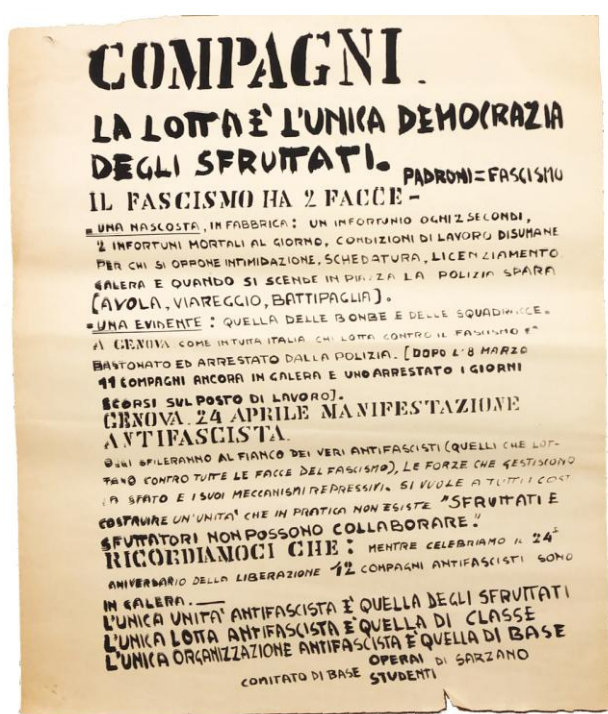 COMPAGNI.
LA LOTTA È L'UNICA DEMOCRAZIA
DEGLI SFRUTTATI.
PADRONI=FASCISMO
IL FASCISMO HA 2 FACCE-
- UNA NASCOSTA, IN FABBRICA: UN INFORTUNIO OGNI 2 SECONDI,
2 INFORTUNI MORTALI AL GIORNO, CONDIZIONI DI LAVORO DISUMANE
PER CHI SI OPPONE INTIMIDAZIONE, SCHEDATURA, LICENZIAMENTO
GALERA E QUANDO SI SCENDE IN PIAZZA LA POLIZIA SPARA
[AVOLA, VIAREGGIO, BATTIPAGLIA].
- UNA EVIDENTE: QUELLA DELLE BOMBE E DELLE SQUADRACCE.
A GENOVA COME IN TUTTA ITALIA CHI LOTTA CONTRO IL FASCISMO E'
BASTONATO ED ARRESTATO DALLA POLIZIA. [DOPO L'8 MARZO
11 COMPAGNI ANCORA IN GALERA E UNO ARRESTATO I GIORNI
SCORSI SUL POSTO DI LAVORO].
GENOVA. 24 APRILE MANIFESTAZIONE
ANTIFASCISTA.
OGGI SFILERANNO AL FIANCO DEI VERI ANTIFASCISTI (QUELLI CHE LOT-
TANO CONTRO TUTTE LE FACCE DEL FASCISMO), LE FORZE CHE GESTISCONO
LO STATO E I SUOI MECCANISMI REPRESSIVI. SI VUOLE A TUTTI I COSTI
COSTRUIRE UN'UNITA' CHE IN PRATICA NON ESISTE "SFRUTTATI E
SFUTTATORI NON POSSONO COLLABORARE."
RICORDIAMOCI CHE: MENTRE CELEBRIAMO IL 24°
ANIVERSARIO DELLA LIBERAZIONE 12 COMPAGNI ANTIFASCISTI SONO
IN GALERA.
L'UNICA UNITA' ANTIFASCISTA È QUELLA DEGLI SFRUTTATI
L'UNICA LOTTA ANTIFASCISTA È QUELLA DI CLASSE
L'UNICA ORGANIZZAZIONE ANTIFASCISTA È QUELLA DI BASE
COMITATO DI BASE OPERAI STUDENTI DI SARZANO